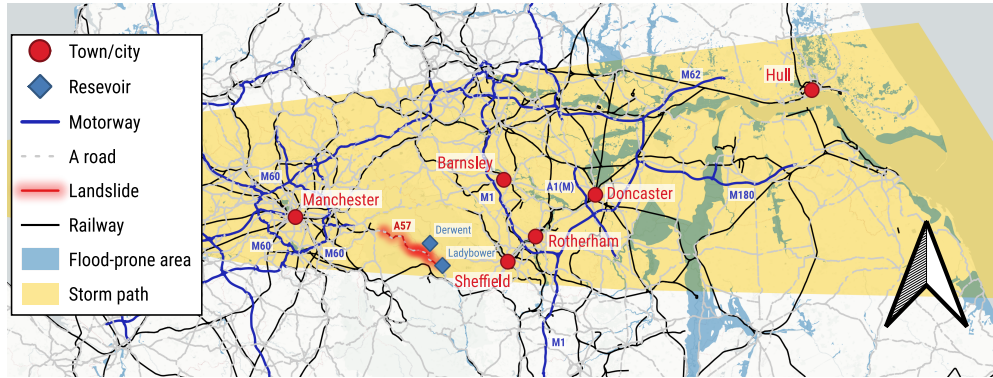 Town/city
Resevoir
Motorway
A road
Landslide
Railway
Flood-prone area
Storm path
M62
Hull
Barnsley
M60
A1(M)
Manchester
M1
Doncaster
M180
A57
Derwent
M60
M60
Rotherham
Ladybower
Sheffield
M1